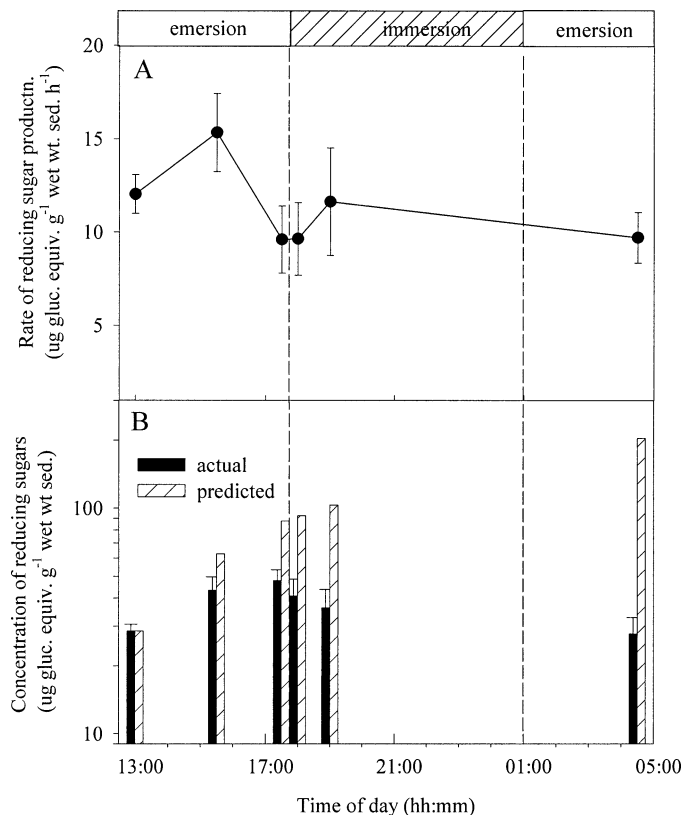 emersion immersion emersion
20
A
15
10
5
Rate of reducing sugar productn.
(ug gluc. equiv. g-1 wet wt. sed. h-1)
B
actual
predicted
100
10
Concentration of reducing sugars
(ug gluc. equiv. g-1 wet wt sed.)
13:00 17:00 21:00 01:00 05:00
Time of day (hh:mm)